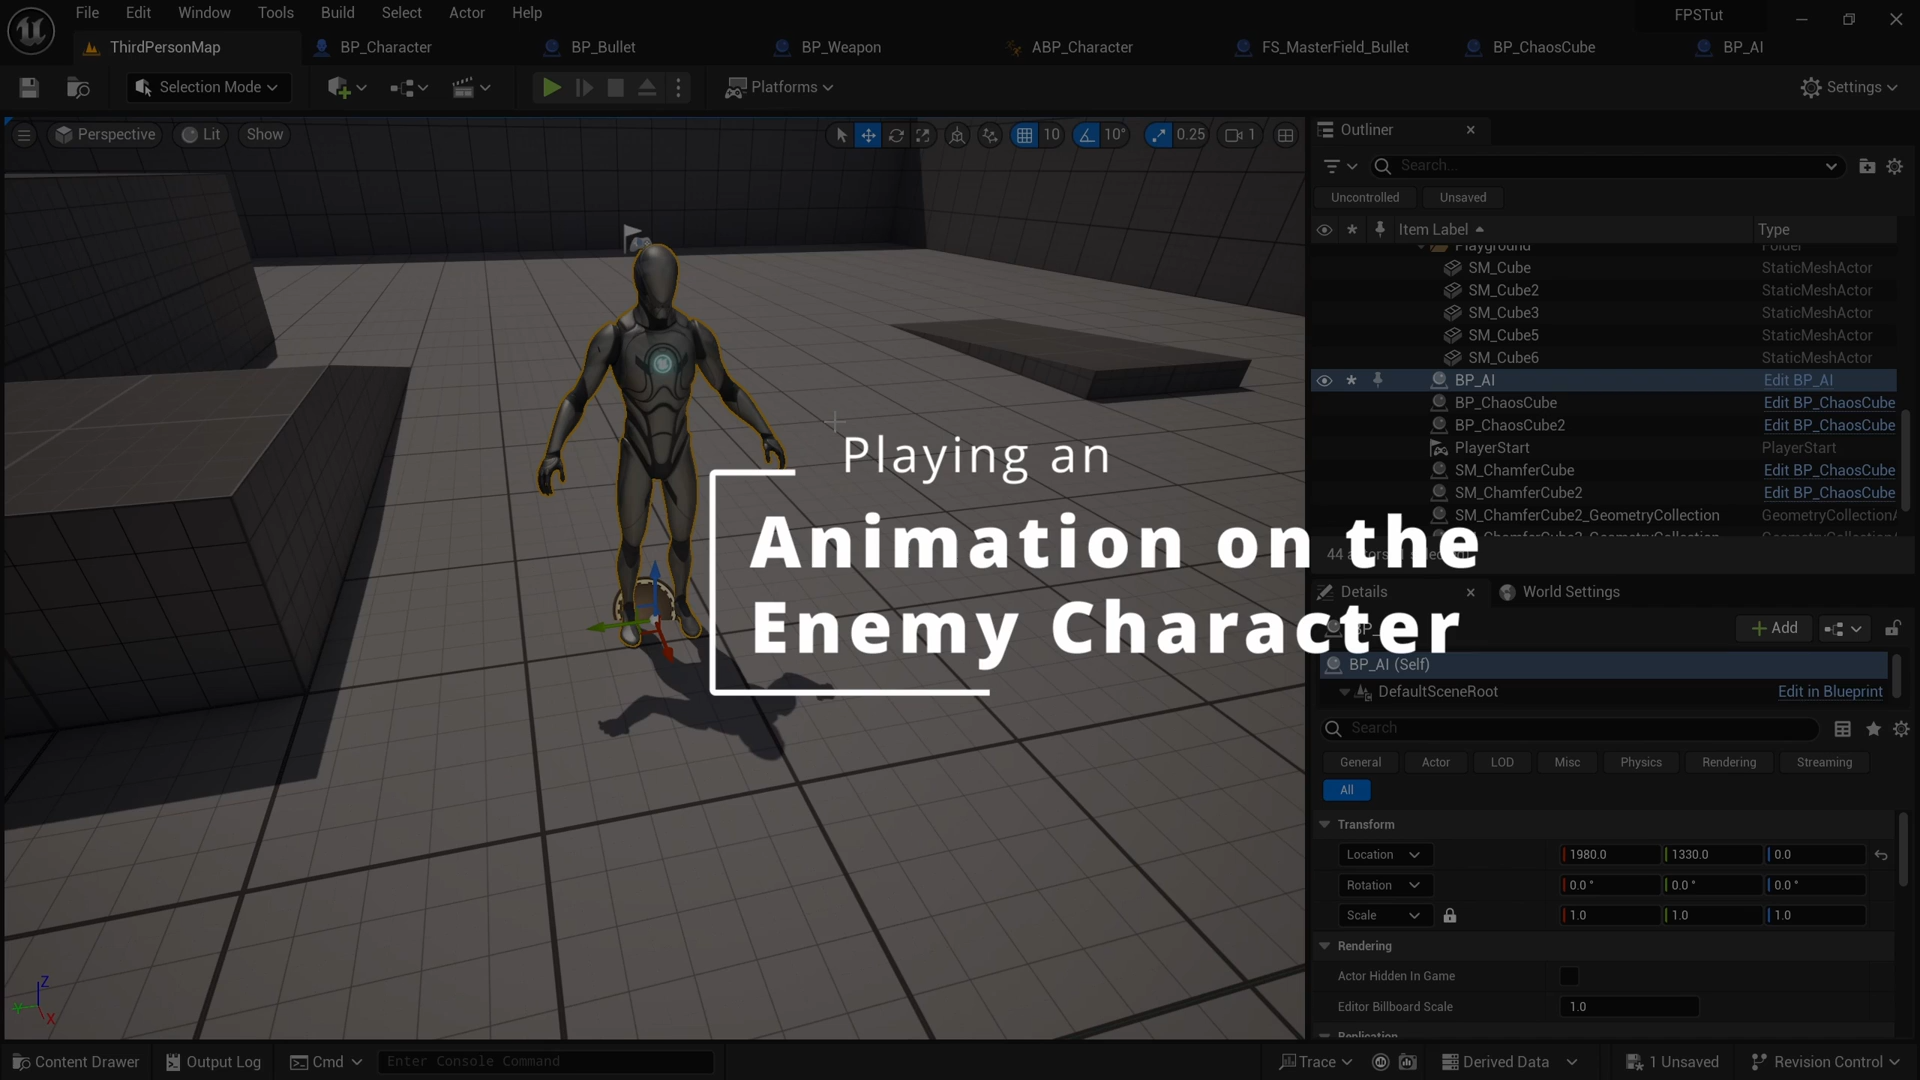 File Edit Window Tools Build Select Actor Help
FPSTut
ThirdPersonMap BP_Character BP_Bullet BP_Weapon ABP_Character FS_MasterField_Bullet BP_ChaosCube BP_AI
Selection Mode Platforms Settings
Perspective Lit Show 10 10° 0.25 1
Outliner
Search...
Uncontrolled Unsaved
Item Label Type
Playground Folder
SM_Cube StaticMeshActor
SM_Cube2 StaticMeshActor
SM_Cube3 StaticMeshActor
SM_Cube5 StaticMeshActor
SM_Cube6 StaticMeshActor
BP_AI Edit BP_AI
BP_ChaosCube Edit BP_ChaosCube
BP_ChaosCube2 Edit BP_ChaosCube
PlayerStart PlayerStart
SM_ChamferCube Edit BP_ChaosCube
SM_ChamferCube2 Edit BP_ChaosCube
SM_ChamferCube2_GeometryCollection GeometryCollectionA
44
Playing an
Animation on the
Enemy Character
Details World Settings
Add
BP_AI (Self)
DefaultSceneRoot Edit in Blueprint
Search
General Actor LOD Misc Physics Rendering Streaming
All
Transform
Location 1980.0 1330.0 0.0
Rotation 0.0° 0.0° 0.0°
Scale 1.0 1.0 1.0
Rendering
Actor Hidden In Game
Editor Billboard Scale 1.0
Replication
Z
Y
X
Content Drawer Output Log Cmd Enter Console Command Trace Derived Data 1 Unsaved Revision Control